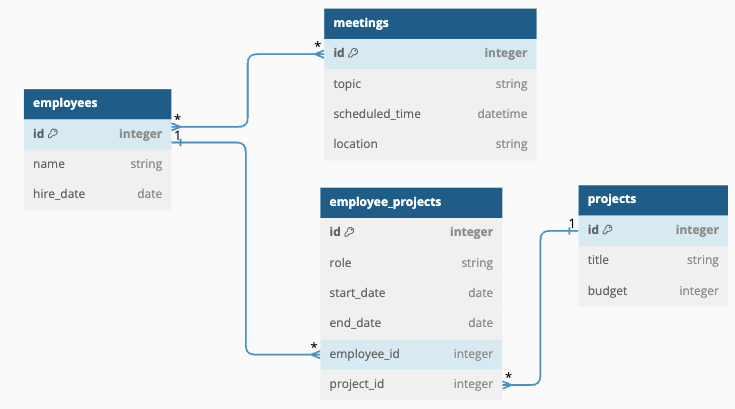 meetings
* id integer
topic string
scheduled_time datetime
location string
employees
id integer *
1
name string
hire_date date
employee_projects
id integer
role string
start_date date
end_date date
* employee_id integer
project_id integer *
projects
1 id integer
title string
budget integer